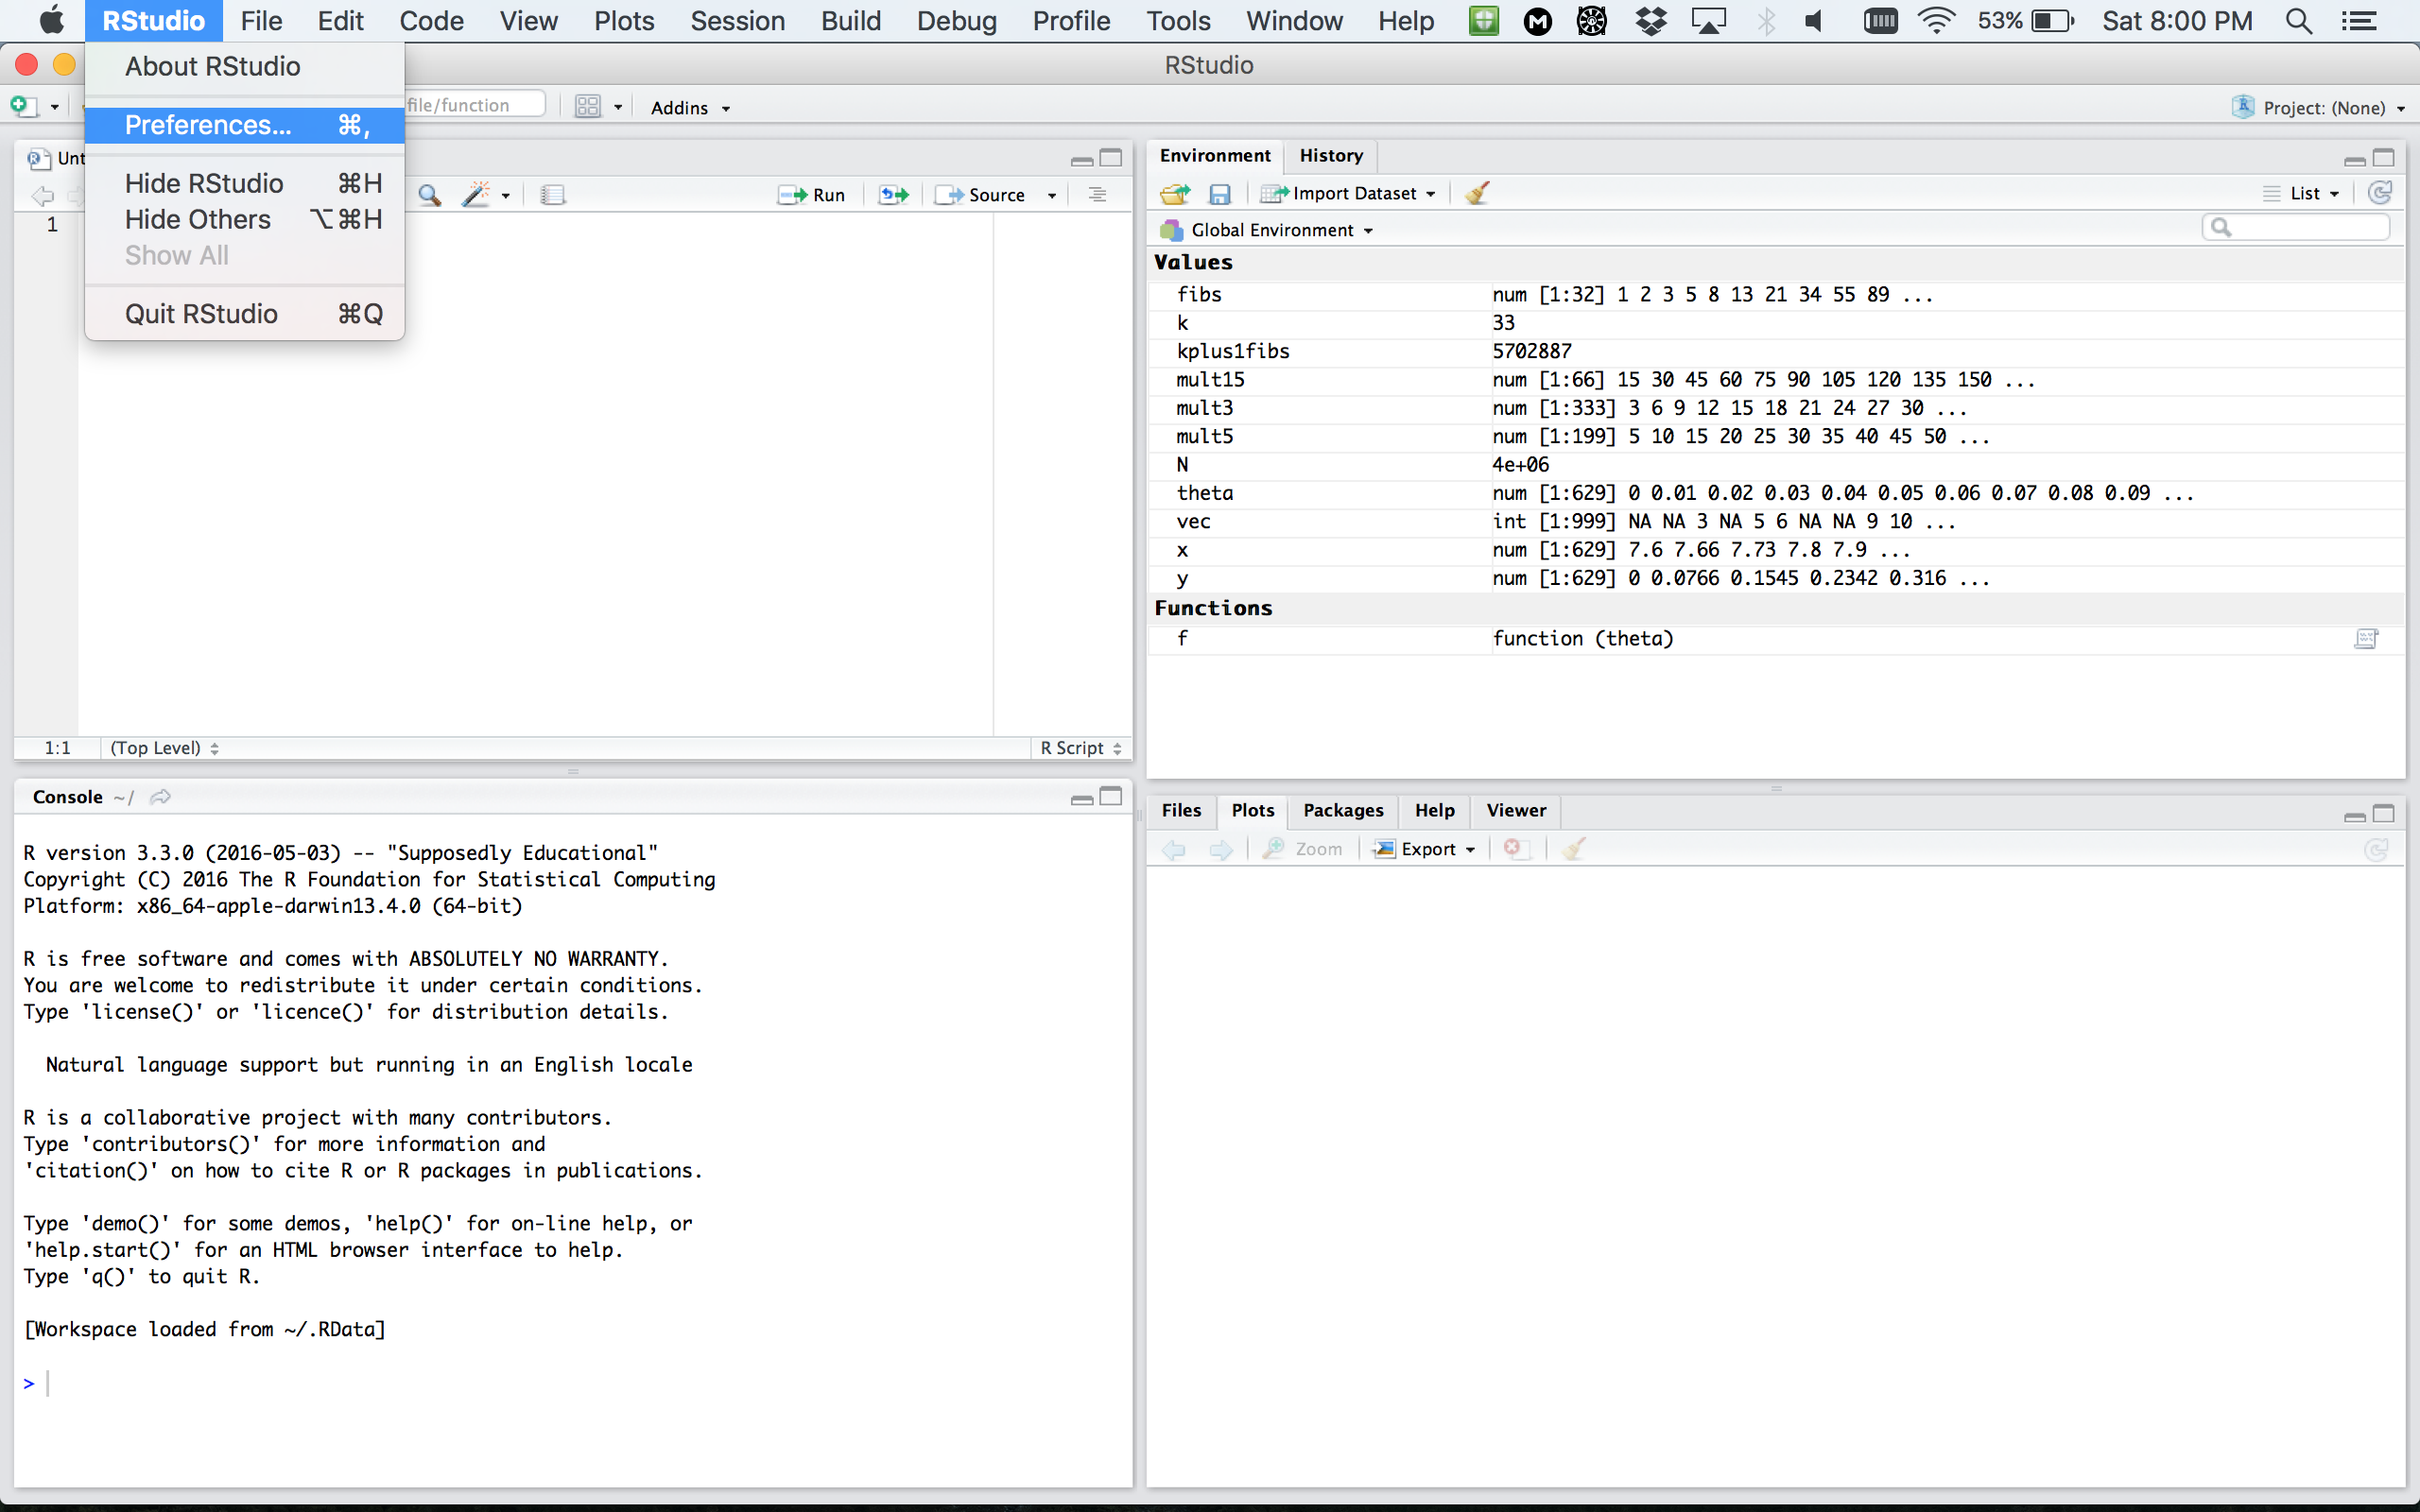 RStudio File Edit Code View Plots Session Build Debug Profile Tools Window Help 53% Sat 8:00 PM
RStudio
About RStudio
Preferences... ⌘,
Hide RStudio ⌘H
Hide Others ⌥⌘H
Show All
Quit RStudio ⌘Q
file/function Addins Project: (None)
Unt
Run Source
1
1:1 (Top Level) R Script
Environment History
Import Dataset List
Global Environment
Values
fibs num [1:32] 1 2 3 5 8 13 21 34 55 89 ...
k 33
kplus1fibs 5702887
mult15 num [1:66] 15 30 45 60 75 90 105 120 135 150 ...
mult3 num [1:333] 3 6 9 12 15 18 21 24 27 30 ...
mult5 num [1:199] 5 10 15 20 25 30 35 40 45 50 ...
N 4e+06
theta num [1:629] 0 0.01 0.02 0.03 0.04 0.05 0.06 0.07 0.08 0.09 ...
vec int [1:999] NA NA 3 NA 5 6 NA NA 9 10 ...
x num [1:629] 7.6 7.66 7.73 7.8 7.9 ...
y num [1:629] 0 0.0766 0.1545 0.2342 0.316 ...
Functions
f function (theta)
Console ~/
R version 3.3.0 (2016-05-03) -- "Supposedly Educational"
Copyright (C) 2016 The R Foundation for Statistical Computing
Platform: x86_64-apple-darwin13.4.0 (64-bit)
R is free software and comes with ABSOLUTELY NO WARRANTY.
You are welcome to redistribute it under certain conditions.
Type 'license()' or 'licence()' for distribution details.
Natural language support but running in an English locale
R is a collaborative project with many contributors.
Type 'contributors()' for more information and
'citation()' on how to cite R or R packages in publications.
Type 'demo()' for some demos, 'help()' for on-line help, or
'help.start()' for an HTML browser interface to help.
Type 'q()' to quit R.
[Workspace loaded from ~/.RData]
>
Files Plots Packages Help Viewer
Zoom Export